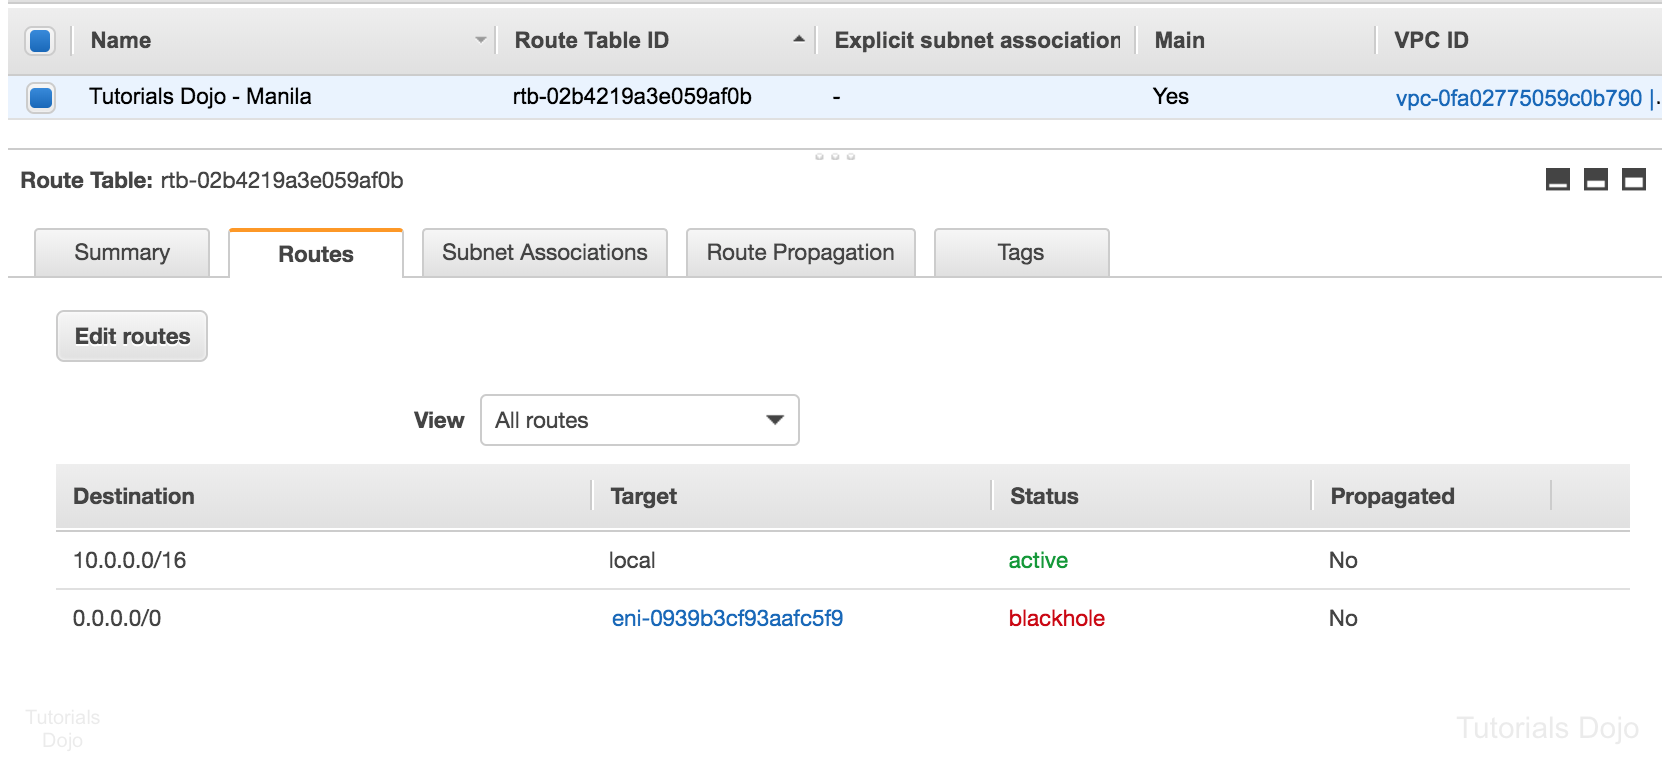 Name Route Table ID Explicit subnet association Main VPC ID
Tutorials Dojo - Manila rtb-02b4219a3e059af0b - Yes vpc-0fa02775059c0b790 |.
Route Table: rtb-02b4219a3e059af0b
Summary Routes Subnet Associations Route Propagation Tags
Edit routes
View All routes
Destination Target Status Propagated
10.0.0.0/16 local active No
0.0.0.0/0 eni-0939b3cf93aafc5f9 blackhole No
Tutorials
Dojo
Tutorials Dojo